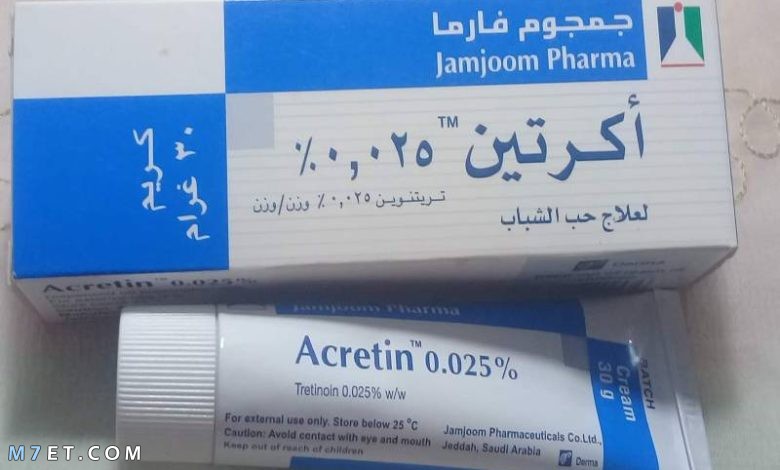 جمجوم فارما
Jamjoom Pharma
أكرتين™ ٠,٠٢٥٪
تريتنوين ٠,٠٢٥٪ وزن/وزن
لعلاج حب الشباب
كريم
٣٠ غرام
Acretin™ 0.025%
Derma
Jamjoom Pharma
Acretin™ 0.025%
Tretinoin 0.025% w/w
For external use only. Store below 25 °C
Caution: Avoid contact with eye and mouth
Keep out of reach of children
Jamjoom Pharmaceuticals Co.Ltd.,
Jeddah, Saudi Arabia
Derma
Cream
30 g
BATCH
M7ET.COM